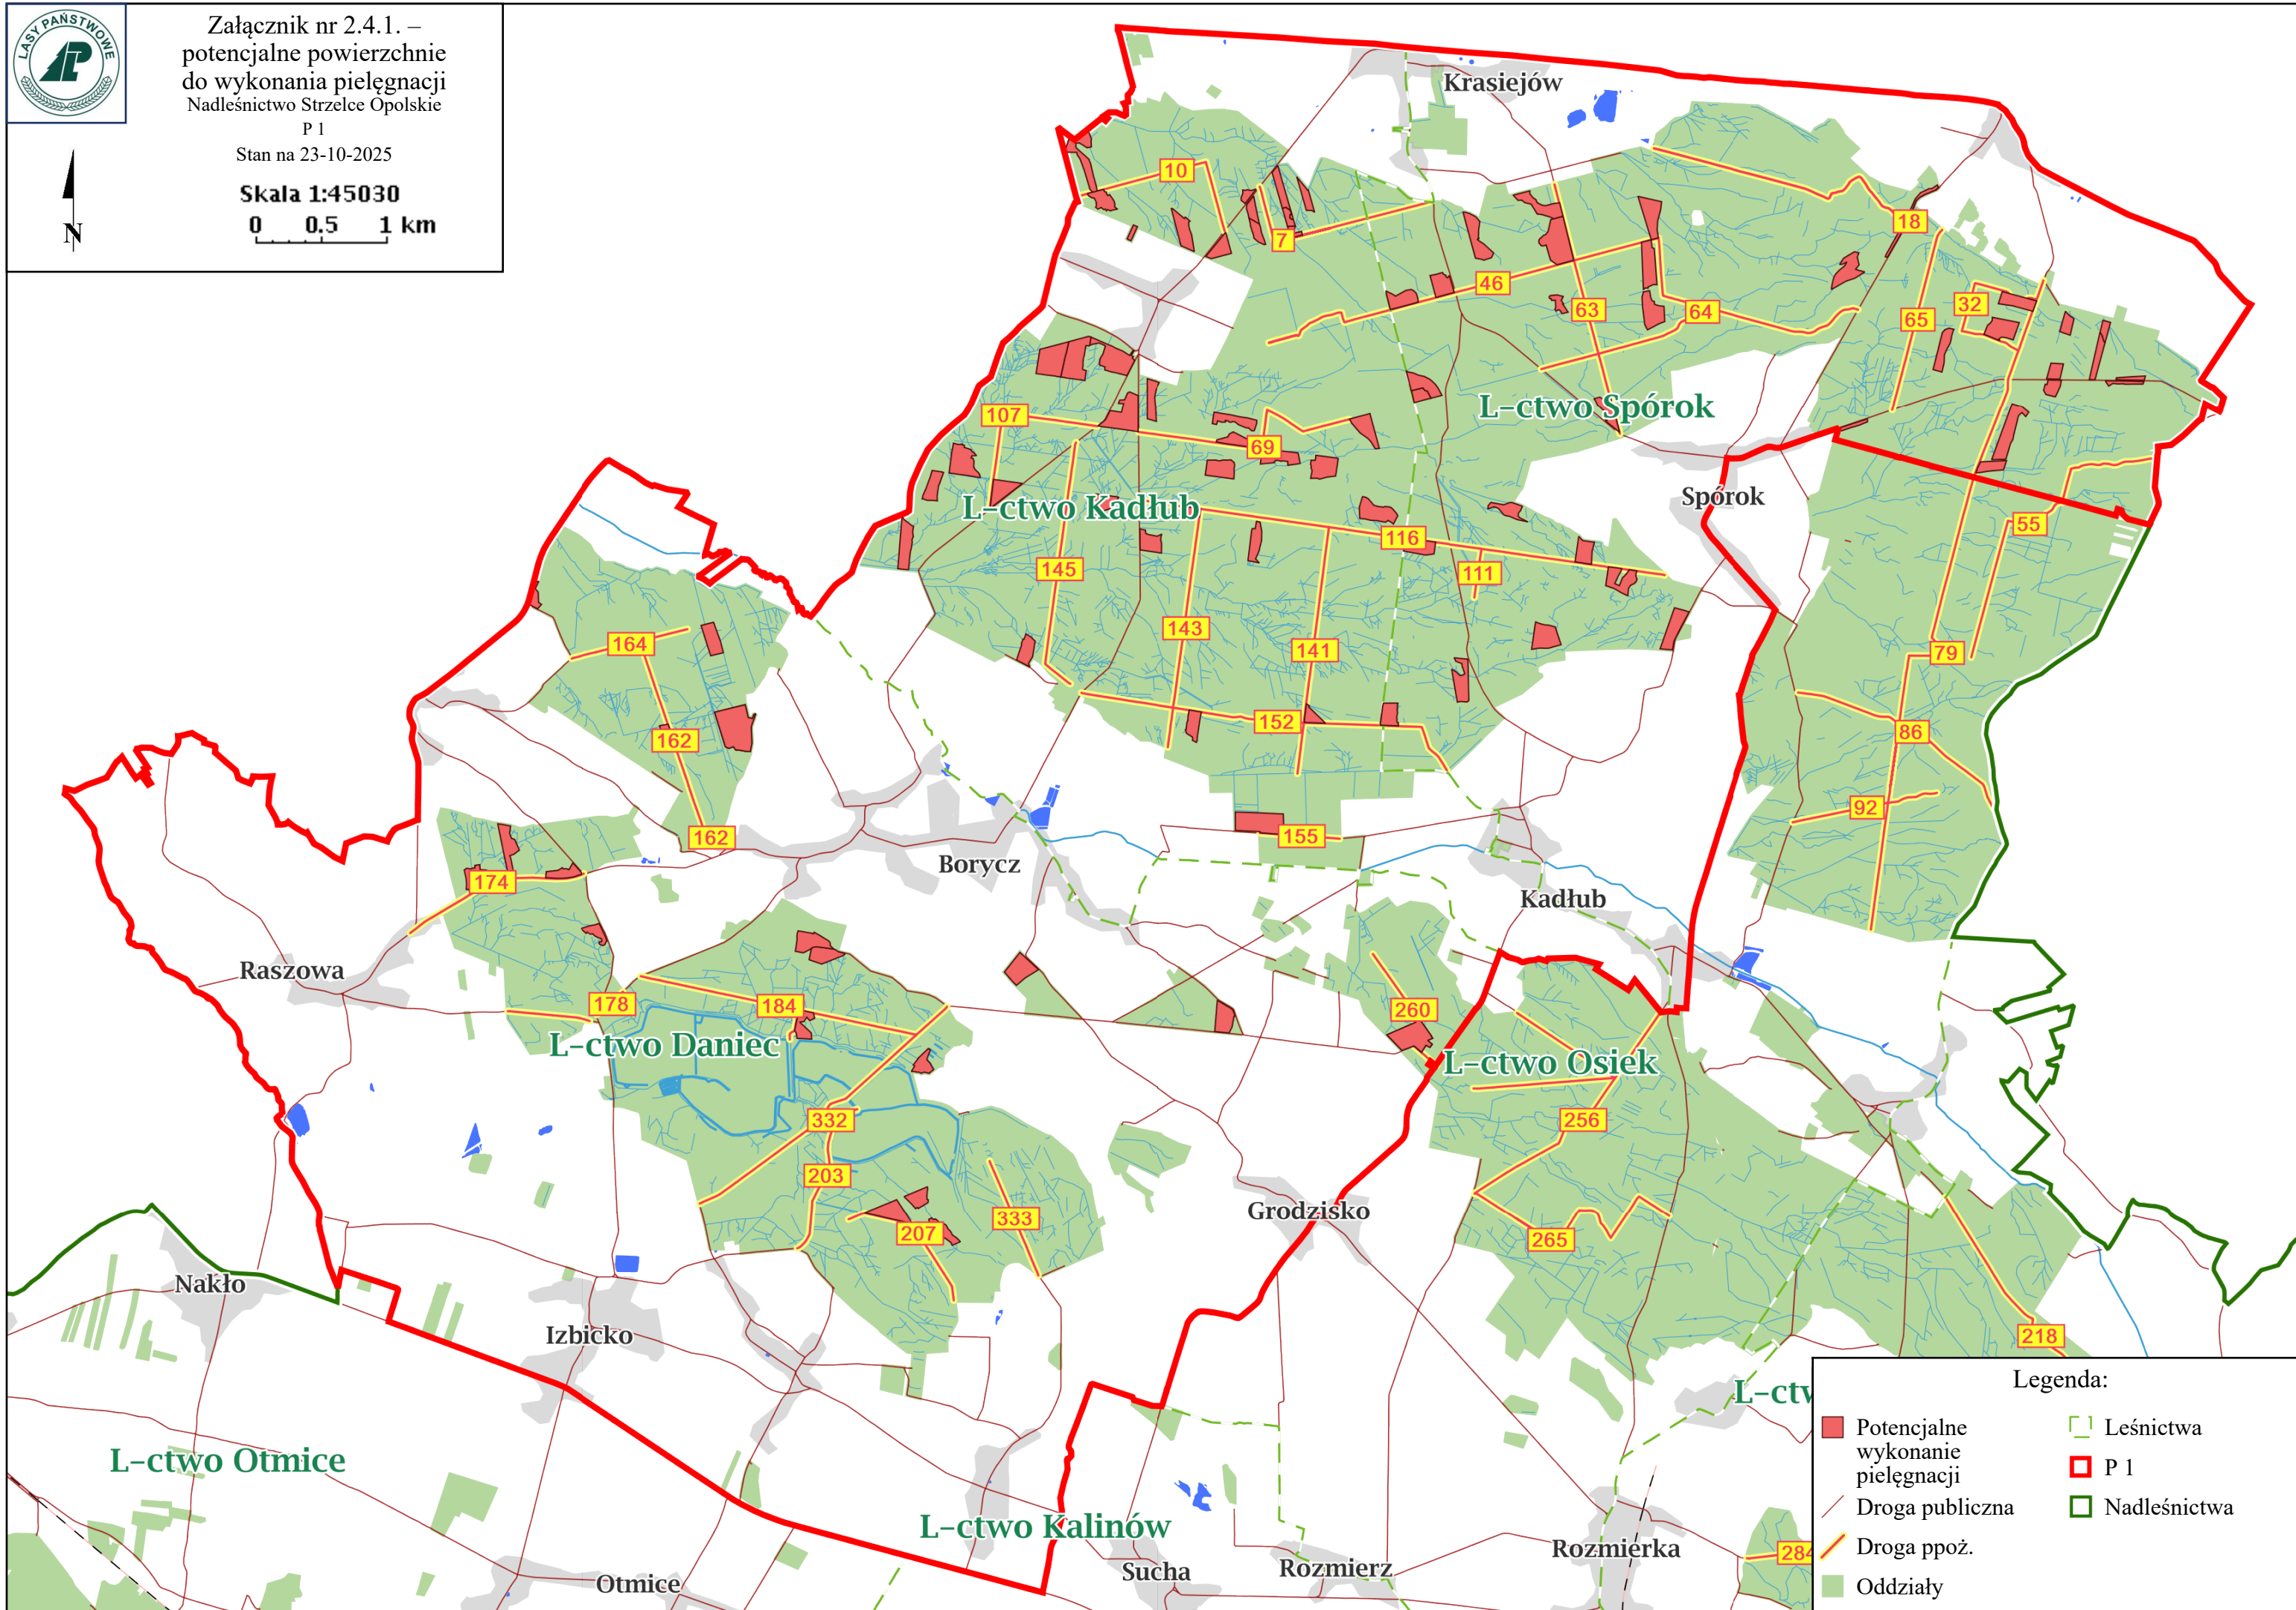 LASY PAŃSTWOWE
Załącznik nr 2.4.1. –
potencjalne powierzchnie
do wykonania pielęgnacji
Nadleśnictwo Strzelce Opolskie
P 1
Stan na 23-10-2025
Skala 1:45030
0 0.5 1 km
N
Krasiejów
10
7
18
46
63
64
65
32
L-ctwo Spórok
107
69
Spórok
L-ctwo Kadłub
116
55
145
111
143
141
164
79
152
162
86
92
162
155
Borycz
174
Kadłub
Raszowa
178
184
260
L-ctwo Daniec
L-ctwo Osiek
332
256
203
333
207
Grodzisko
265
Nakło
Izbicko
218
L-ctw
L-ctwo Otmice
L-ctwo Kalinów
Sucha
Rozmierz
Rozmierka
284
Otmice
Legenda:
Potencjalne
wykonanie
pielęgnacji
Droga publiczna
Droga ppoż.
Oddziały
Leśnictwa
P 1
Nadleśnictwa